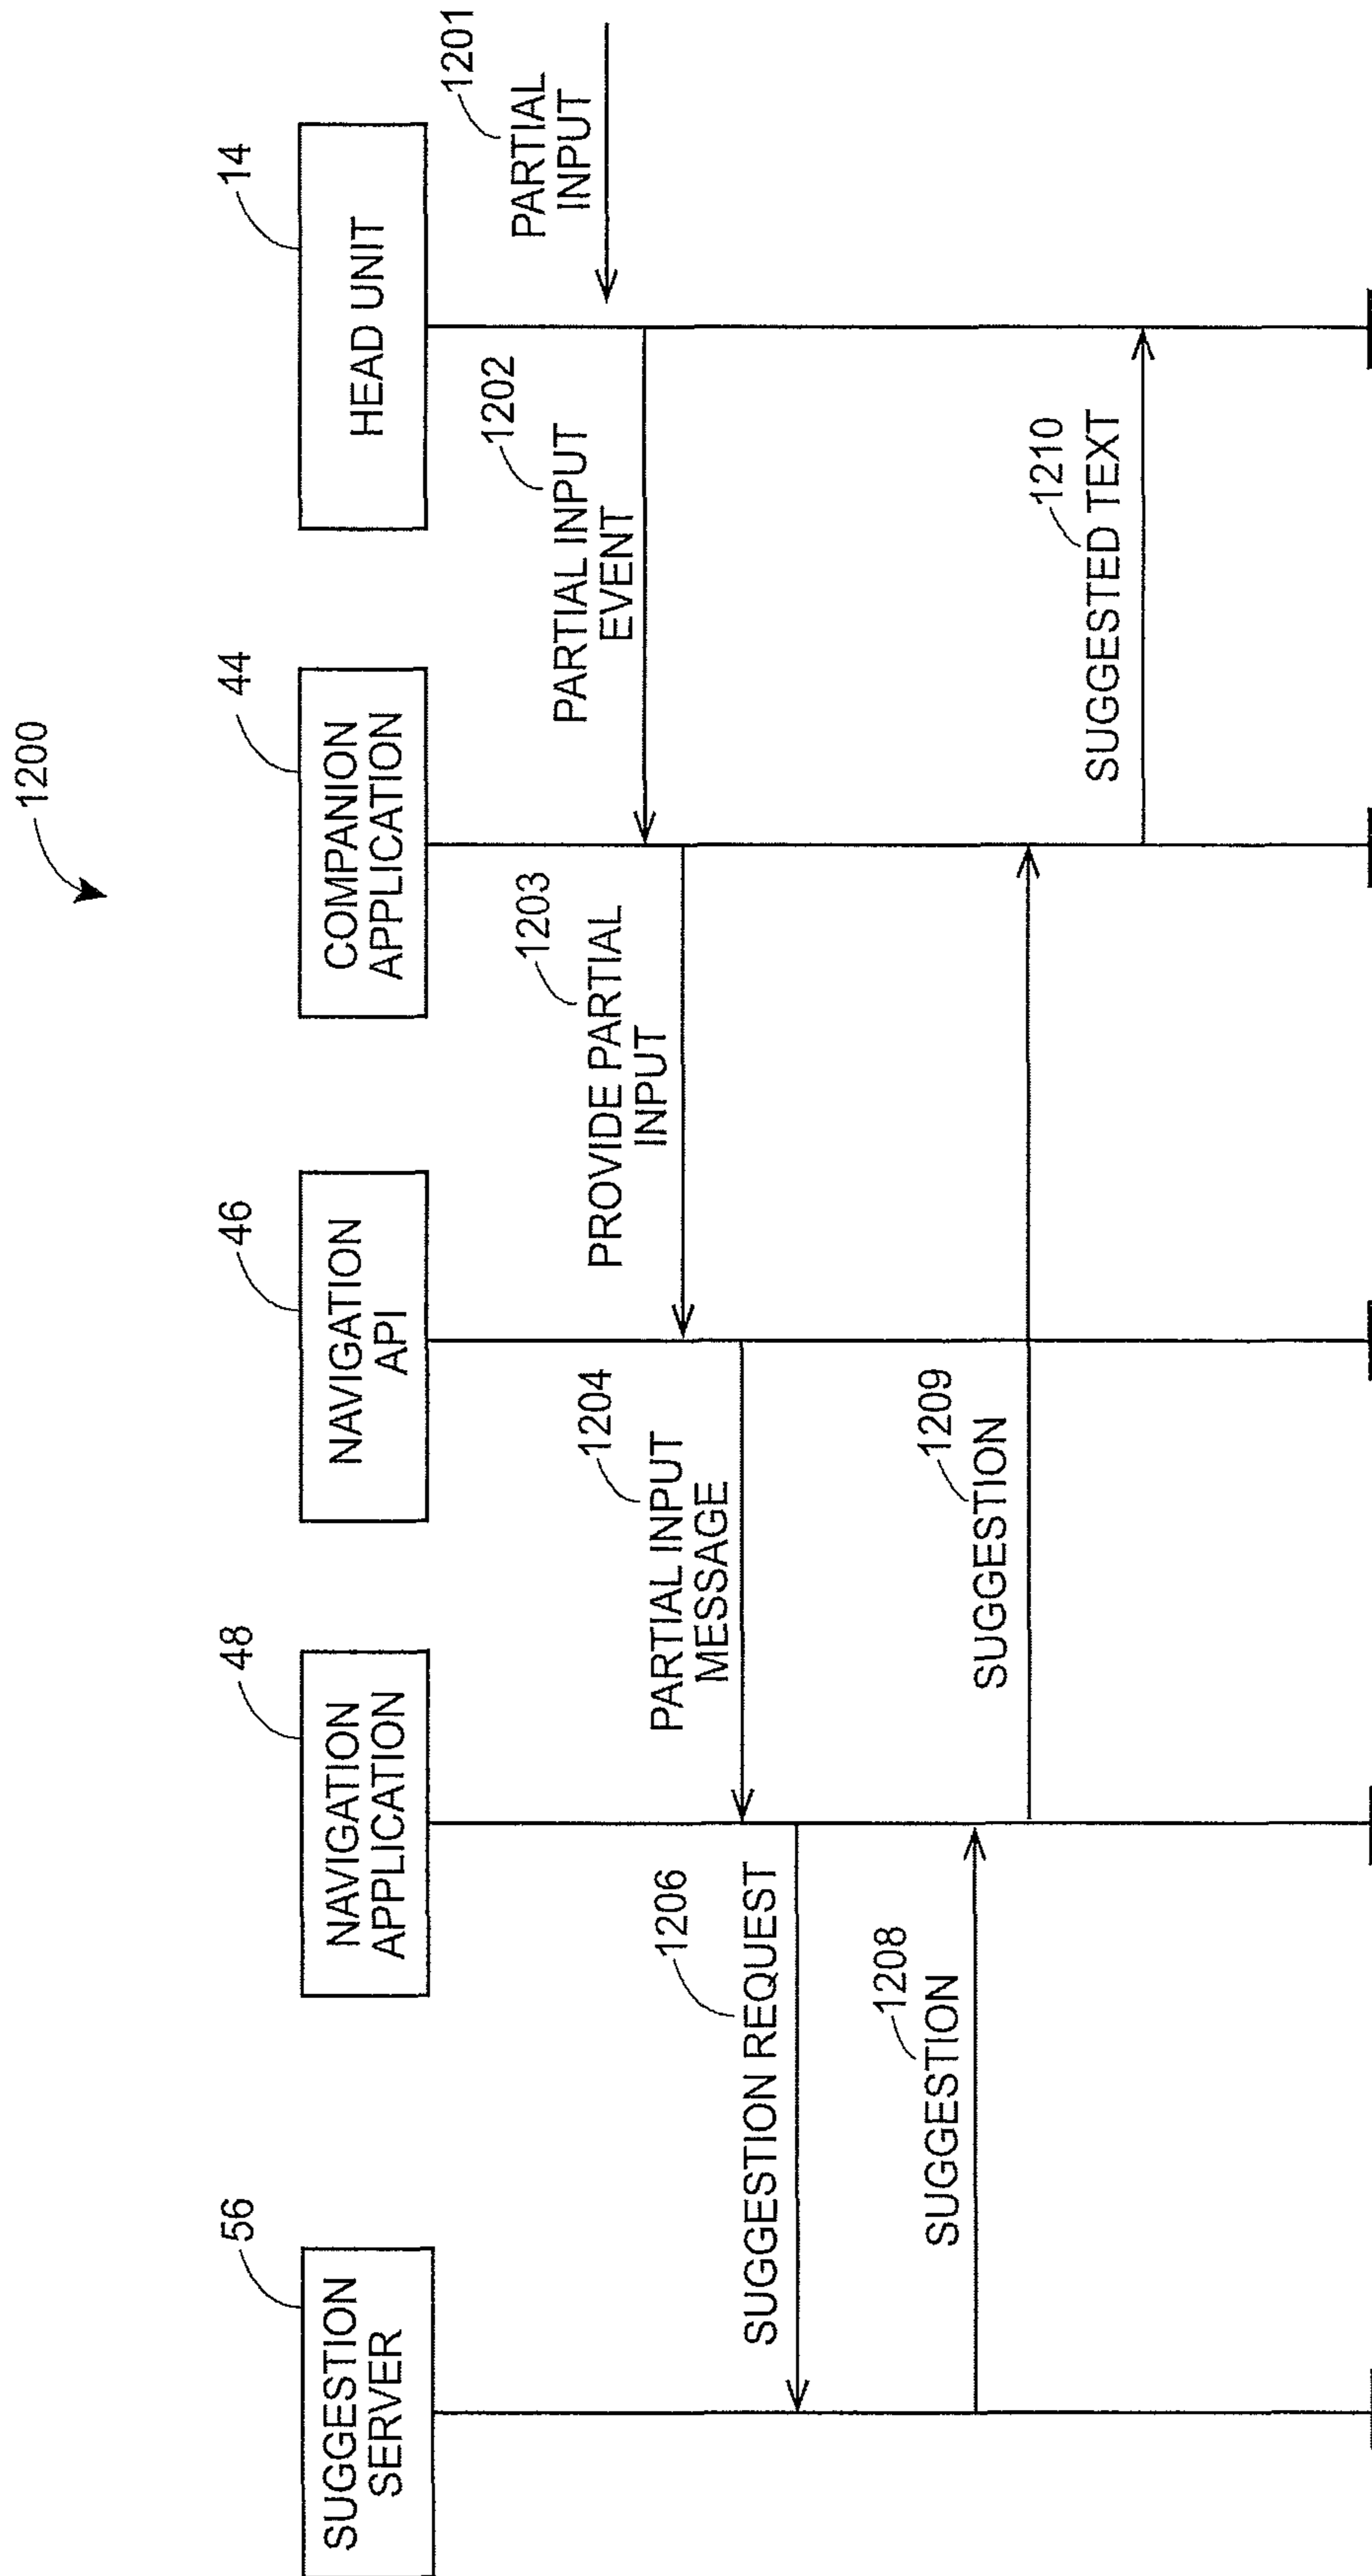 1200
56
SUGGESTION
SERVER
48
NAVIGATION
APPLICATION
46
NAVIGATION
API
44
COMPANION
APPLICATION
14
HEAD UNIT
1201
PARTIAL
INPUT
1202
PARTIAL INPUT
EVENT
1203
PROVIDE PARTIAL
INPUT
1204
PARTIAL INPUT
MESSAGE
1206
SUGGESTION REQUEST
1208
SUGGESTION
1209
SUGGESTION
1210
SUGGESTED TEXT